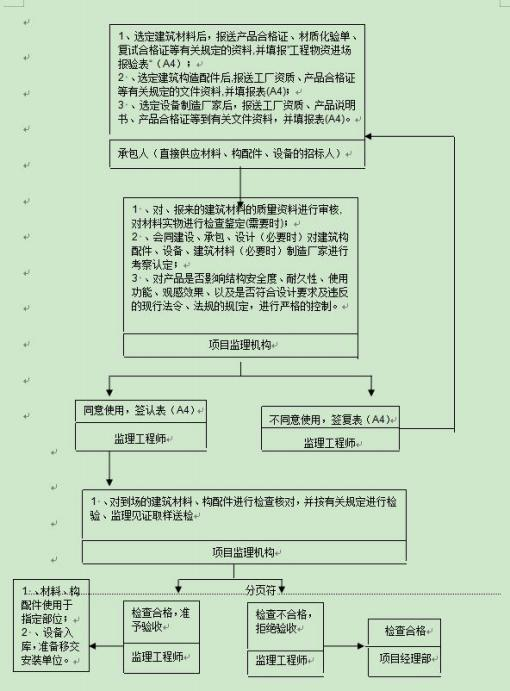 1、选定建筑材料后，报送产品合格证、材质化验单、
复试合格证等有关规定的资料,并填报“工程物资进场
报验表”（A4）；
2、选定建筑构造配件后,报送工厂资质、产品合格证
等有关规定的文件资料,并填报表(A4)；
3、选定设备制造厂家后，报送工厂资质、产品说明
书、产品合格证等到有关文件资料，并填报表(A4)。
承包人（直接供应材料、构配件、设备的招标人）
1、对、报来的建筑材料的质量资料进行审核,
对材料实物进行检查鉴定(需要时)；
2、会同建设、承包、设计（必要时）对建筑构
配件、设备、建筑材料（必要时）制造厂家进行
考察认定；
3、对产品是否影响结构安全度、耐久性、使用
功能、观感效果、以及是否符合设计要求及违反
的现行法令、法规的规定，进行严格的控制。
项目监理机构
同意使用，签认表（A4）
监理工程师
不同意使用，签复表（A4）
监理工程师
1、对到场的建筑材料、构配件进行检查核对，并按有关规定进行检
验、监理见证取样送检
项目监理机构
分页符
1、材料、构
配件使用于
指定部位；
2、设备入
库，准备移交
安装单位。
检查合格，准
予验收
监理工程师
检查不合格，
拒绝验收
监理工程师
检查合格
项目经理部